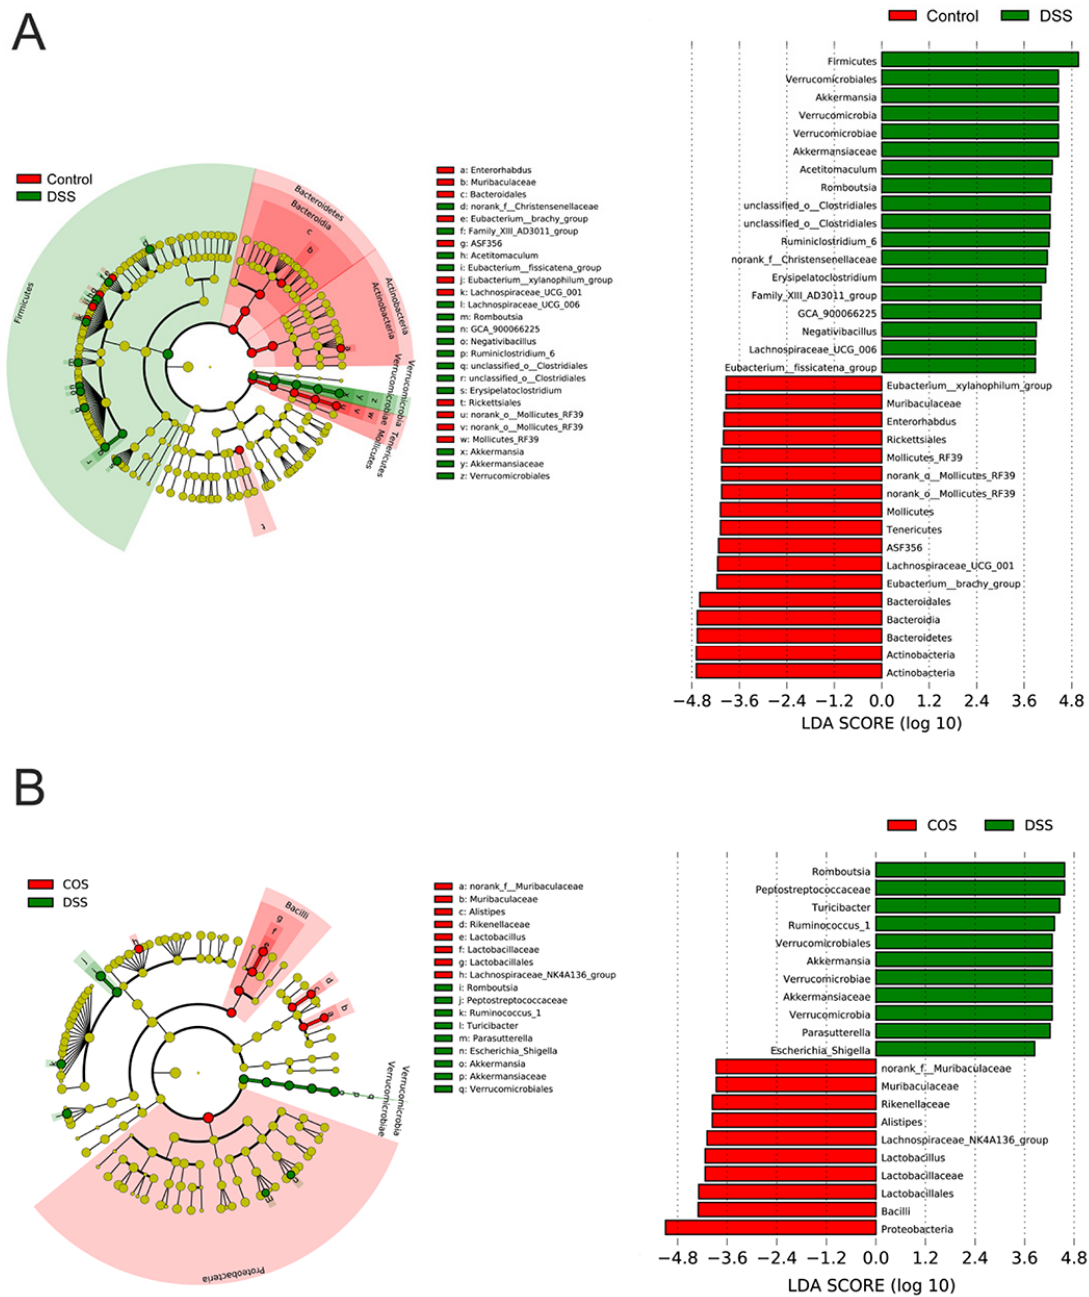 A
Control DSS
Firmicutes
Verrucomicrobiales
Akkermansia
Verrucomicrobia
Verrucomicrobiae
Akkermansiaceae
Acetitomaculum
Romboutsia
unclassified_o__Clostridiales
unclassified_o__Clostridiales
Ruminiclostridium_6
norank_f__Christensenellaceae
Erysipelatoclostridium
Family_XIII_AD3011_group
GCA_900066225
Negativibacillus
Lachnospiraceae_UCG_006
Eubacterium__fissicatena_group
Eubacterium__xylanophilum_group
Muribaculaceae
Enterorhabdus
Rickettsiales
Mollicutes_RF39
norank_o__Mollicutes_RF39
norank_o__Mollicutes_RF39
Mollicutes
Tenericutes
ASF356
Lachnospiraceae_UCG_001
Eubacterium__brachy_group
Bacteroidales
Bacteroidia
Bacteroidetes
Actinobacteria
Actinobacteria
−4.8 −3.6 −2.4 −1.2 0.0 1.2 2.4 3.6 4.8
LDA SCORE (log 10)
Control
DSS
Firmicutes
Bacteroidetes
Bacteroidia
c
b
Actinobacteria
Actinobacteria
Verrucomicrobia
Verrucomicrobiae
Tenericutes
Mollicutes
a
x
y
z
v
w
t
a: Enterorhabdus
b: Muribaculaceae
c: Bacteroidales
d: norank_f__Christensenellaceae
e: Eubacterium__brachy_group
f: Family_XIII_AD3011_group
g: ASF356
h: Acetitomaculum
i: Eubacterium__fissicatena_group
j: Eubacterium__xylanophilum_group
k: Lachnospiraceae_UCG_001
l: Lachnospiraceae_UCG_006
m: Romboutsia
n: GCA_900066225
o: Negativibacillus
p: Ruminiclostridium_6
q: unclassified_o__Clostridiales
r: unclassified_o__Clostridiales
s: Erysipelatoclostridium
t: Rickettsiales
u: norank_o__Mollicutes_RF39
v: norank_o__Mollicutes_RF39
w: Mollicutes_RF39
x: Akkermansia
y: Akkermansiaceae
z: Verrucomicrobiales
B
COS DSS
Romboutsia
Peptostreptococcaceae
Turicibacter
Ruminococcus_1
Verrucomicrobiales
Akkermansia
Verrucomicrobiae
Akkermansiaceae
Verrucomicrobia
Parasutterella
Escherichia_Shigella
norank_f__Muribaculaceae
Muribaculaceae
Rikenellaceae
Alistipes
Lachnospiraceae_NK4A136_group
Lactobacillus
Lactobacillaceae
Lactobacillales
Bacilli
Proteobacteria
−4.8 −3.6 −2.4 −1.2 0.0 1.2 2.4 3.6 4.8
LDA SCORE (log 10)
COS
DSS
Bacilli
g
f
e
d
c
b
a
Verrucomicrobia
Verrucomicrobiae
Proteobacteria
a: norank_f__Muribaculaceae
b: Muribaculaceae
c: Alistipes
d: Rikenellaceae
e: Lactobacillus
f: Lactobacillaceae
g: Lactobacillales
h: Lachnospiraceae_NK4A136_group
i: Romboutsia
j: Peptostreptococcaceae
k: Ruminococcus_1
l: Turicibacter
m: Parasutterella
n: Escherichia_Shigella
o: Akkermansia
p: Akkermansiaceae
q: Verrucomicrobiales